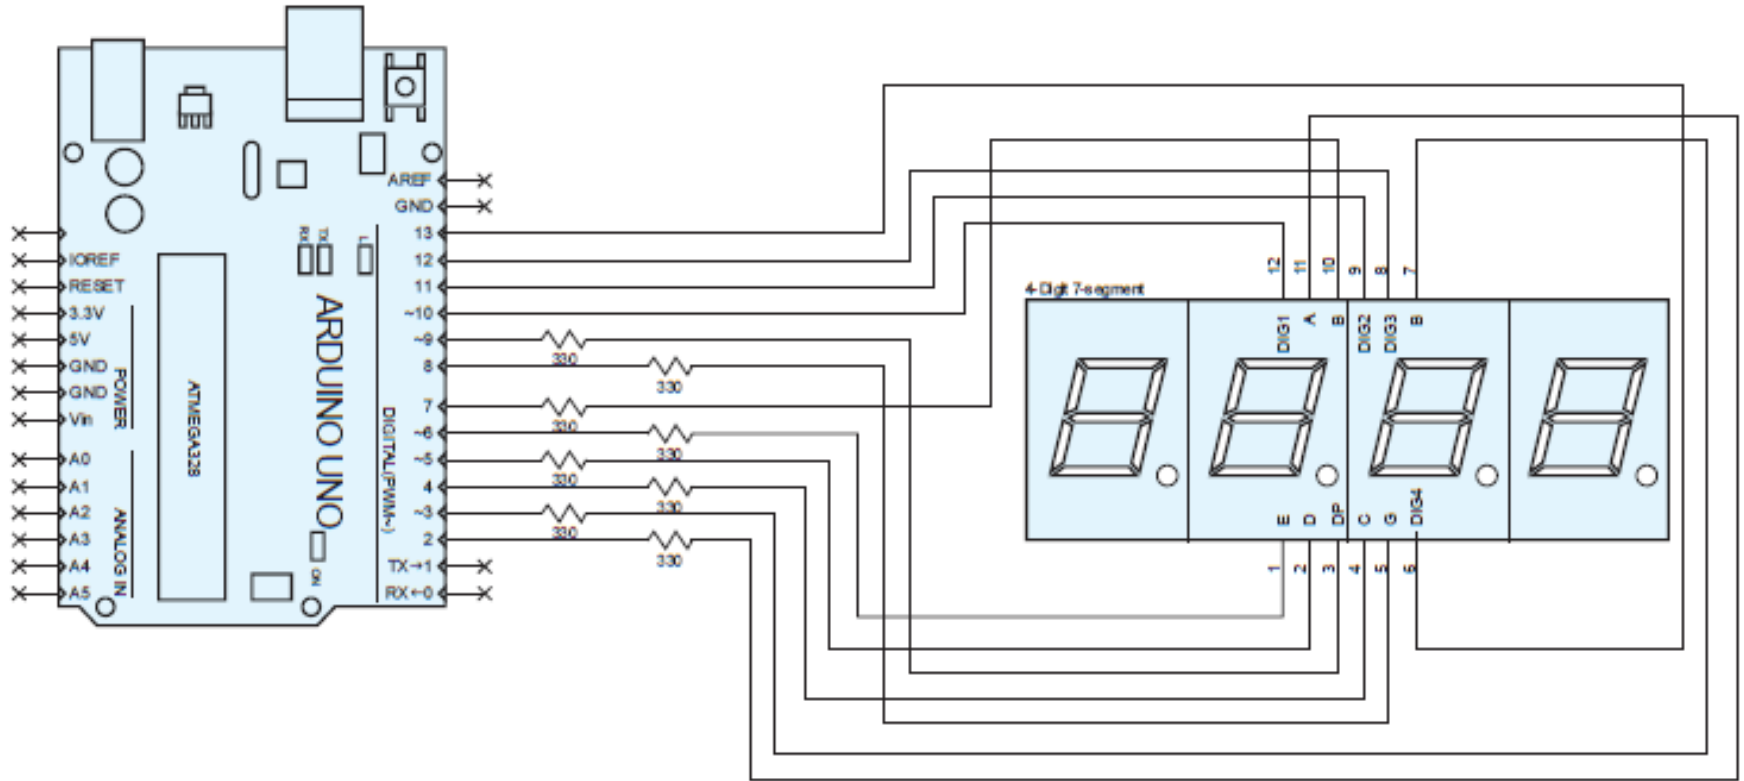 AREF
GND
13
12
11
~10
~9
8
7
~6
~5
4
~3
2
TX→1
RX←0
IOREF
RESET
3.3V
5V
GND
GND
Vin
A0
A1
A2
A3
A4
A5
POWER
ANALOG IN
ATMEGA328
ARDUINO UNO
DIGITAL (PWM~)
RX
TX
L
ON
330
330
330
330
330
330
330
330
4-Digit 7-segment
12
11
10
9
8
7
DIG1
A
B
DIG2
DIG3
B
E
D
DP
C
G
DIG4
1
2
3
4
5
6